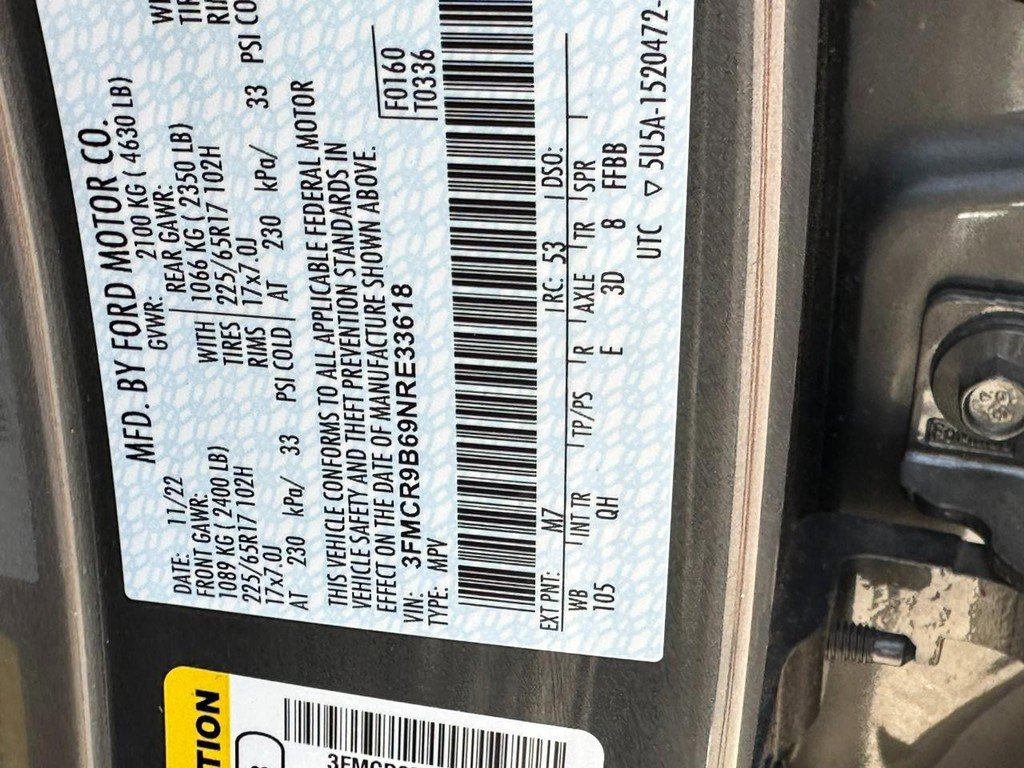 MFD. BY FORD MOTOR CO.
DATE: 11/22 GVWR: 2100 KG ( 4630 LB)
FRONT GAWR: REAR GAWR:
1089 KG ( 2400 LB) WITH 1066 KG ( 2350 LB)
225/65R17 102H TIRES 225/65R17 102H
17x7.0J RIMS 17x7.0J
AT 230 kPa/ 33 PSI COLD AT 230 kPa/ 33 PSI CO
THIS VEHICLE CONFORMS TO ALL APPLICABLE FEDERAL MOTOR
VEHICLE SAFETY AND THEFT PREVENTION STANDARDS IN
EFFECT ON THE DATE OF MANUFACTURE SHOWN ABOVE.
VIN: 3FMCR9B69NRE33618
TYPE: MPV
F0160
T0336
EXT PNT: M7 RC: 53 DSO:
WB INT TR TP/PS R AXLE TR SPR
105 QH E 3D 8 FFBB
UTC ▽ 5U5A-1520472-
TION